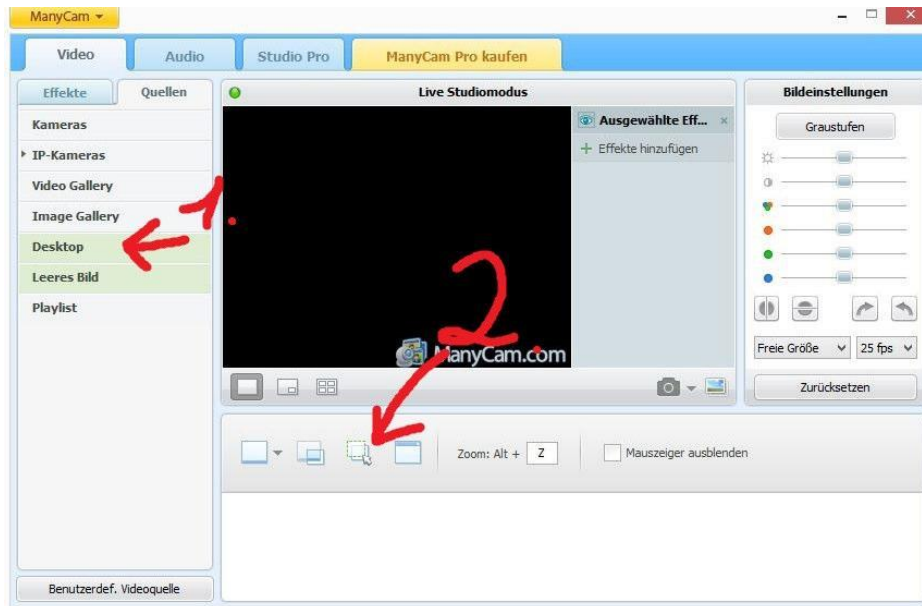 ManyCam
Video Audio Studio Pro ManyCam Pro kaufen
Effekte Quellen
Kameras
IP-Kameras
Video Gallery
Image Gallery
Desktop
Leeres Bild
Playlist
Benutzerdef. Videoquelle
1.
Live Studiomodus
Ausgewählte Eff... ×
+ Effekte hinzufügen
ManyCam.com
2.
Zoom: Alt + Z
Mauszeiger ausblenden
Bildeinstellungen
Graustufen
Freie Größe 25 fps
Zurücksetzen